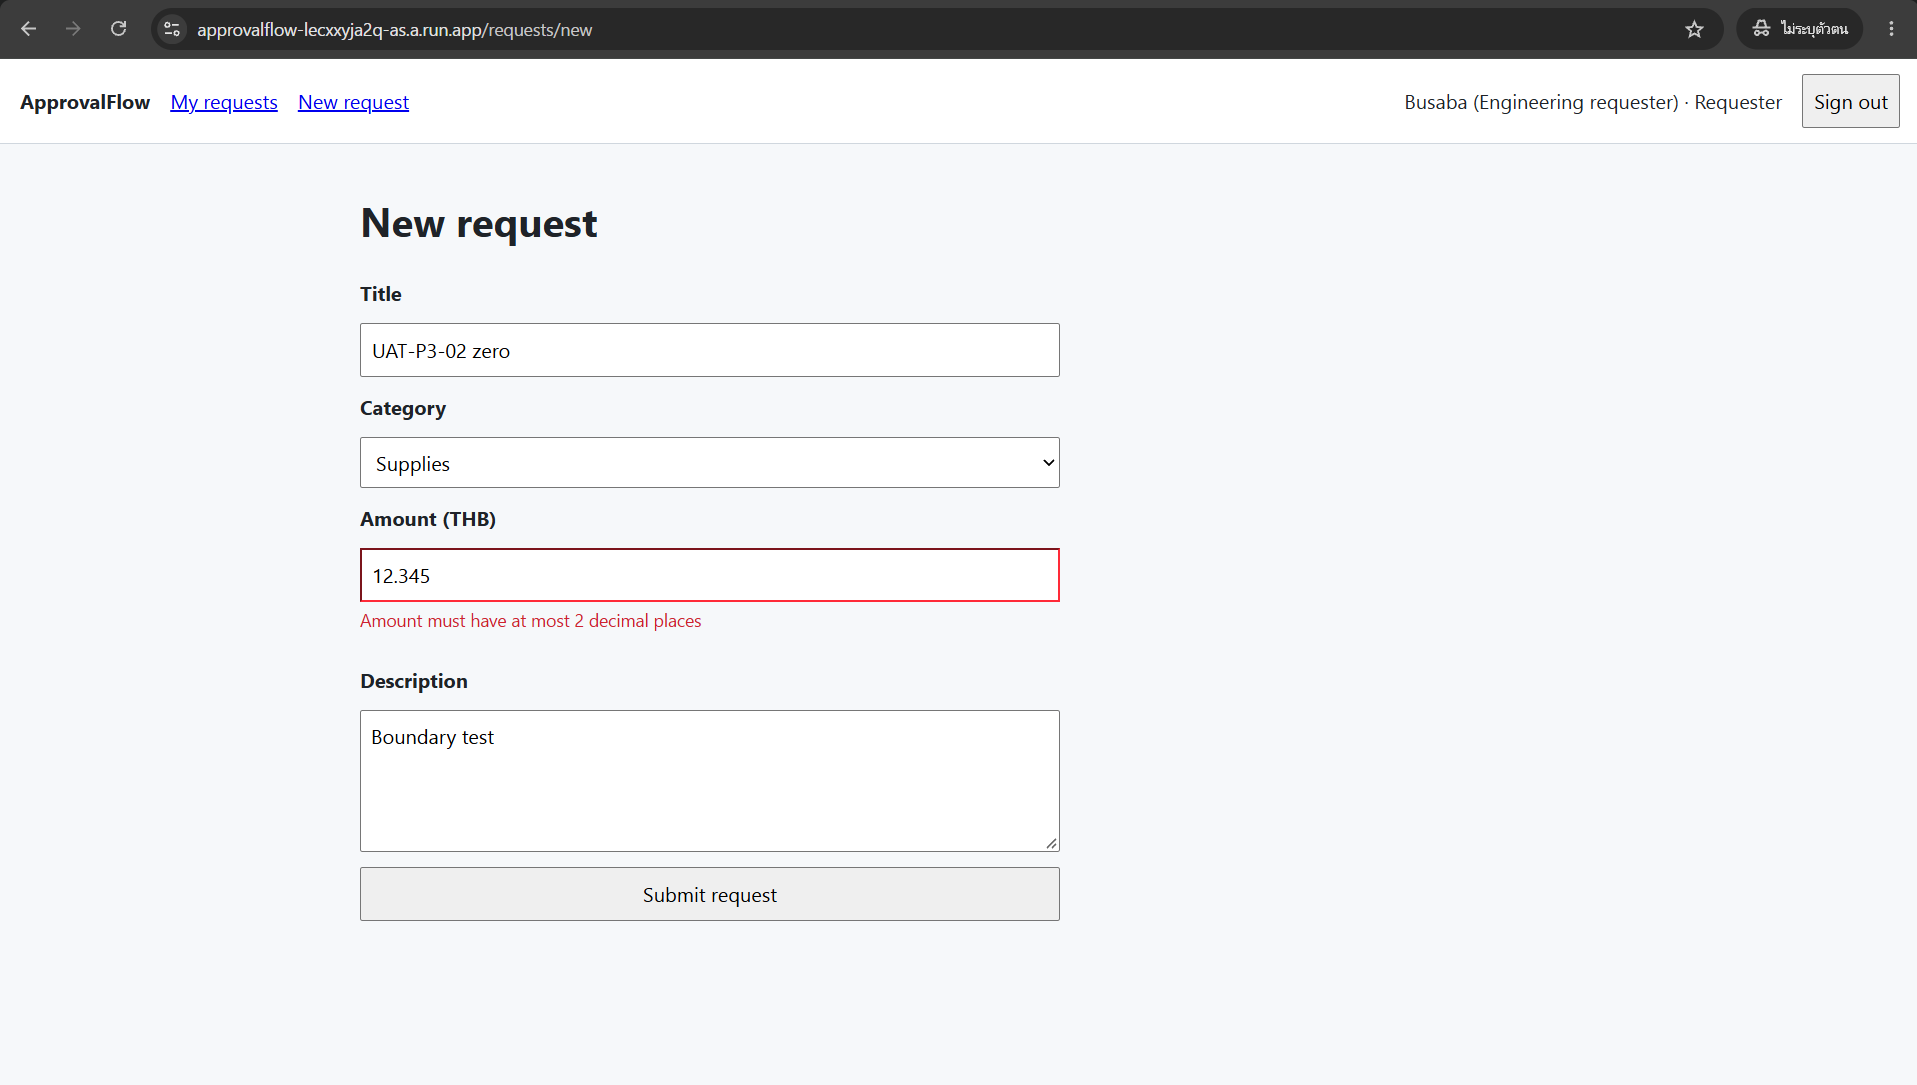 approvalflow-lecxxyja2q-as.a.run.app/requests/new
ไม่ระบุตัวตน
ApprovalFlow My requests New request Busaba (Engineering requester) · Requester Sign out
New request
Title
UAT-P3-02 zero
Category
Supplies
Amount (THB)
12.345
Amount must have at most 2 decimal places
Description
Boundary test
Submit request